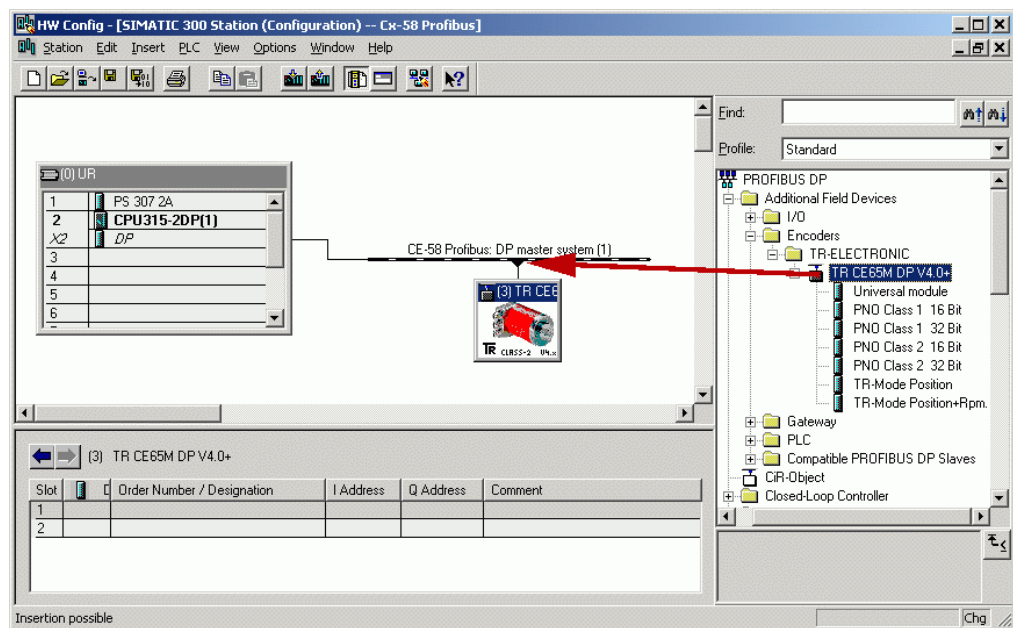 HW Config - [SIMATIC 300 Station (Configuration) -- Cx-58 Profibus]
Station Edit Insert PLC View Options Window Help
(0) UR
1 PS 307 2A
2 CPU315-2DP(1)
X2 DP
3
4
5
6
CE-58 Profibus: DP master system (1)
(3) TR CE6
TR CLASS-2 V4.x
Find:
Profile: Standard
PROFIBUS DP
Additional Field Devices
I/O
Encoders
TR-ELECTRONIC
TR CE65M DP V4.0+
Universal module
PNO Class 1 16 Bit
PNO Class 1 32 Bit
PNO Class 2 16 Bit
PNO Class 2 32 Bit
TR-Mode Position
TR-Mode Position+Rpm.
Gateway
PLC
Compatible PROFIBUS DP Slaves
CiR-Object
Closed-Loop Controller
(3) TR CE65M DP V4.0+
Slot Order Number / Designation I Address Q Address Comment
1
2
Insertion possible
Chg